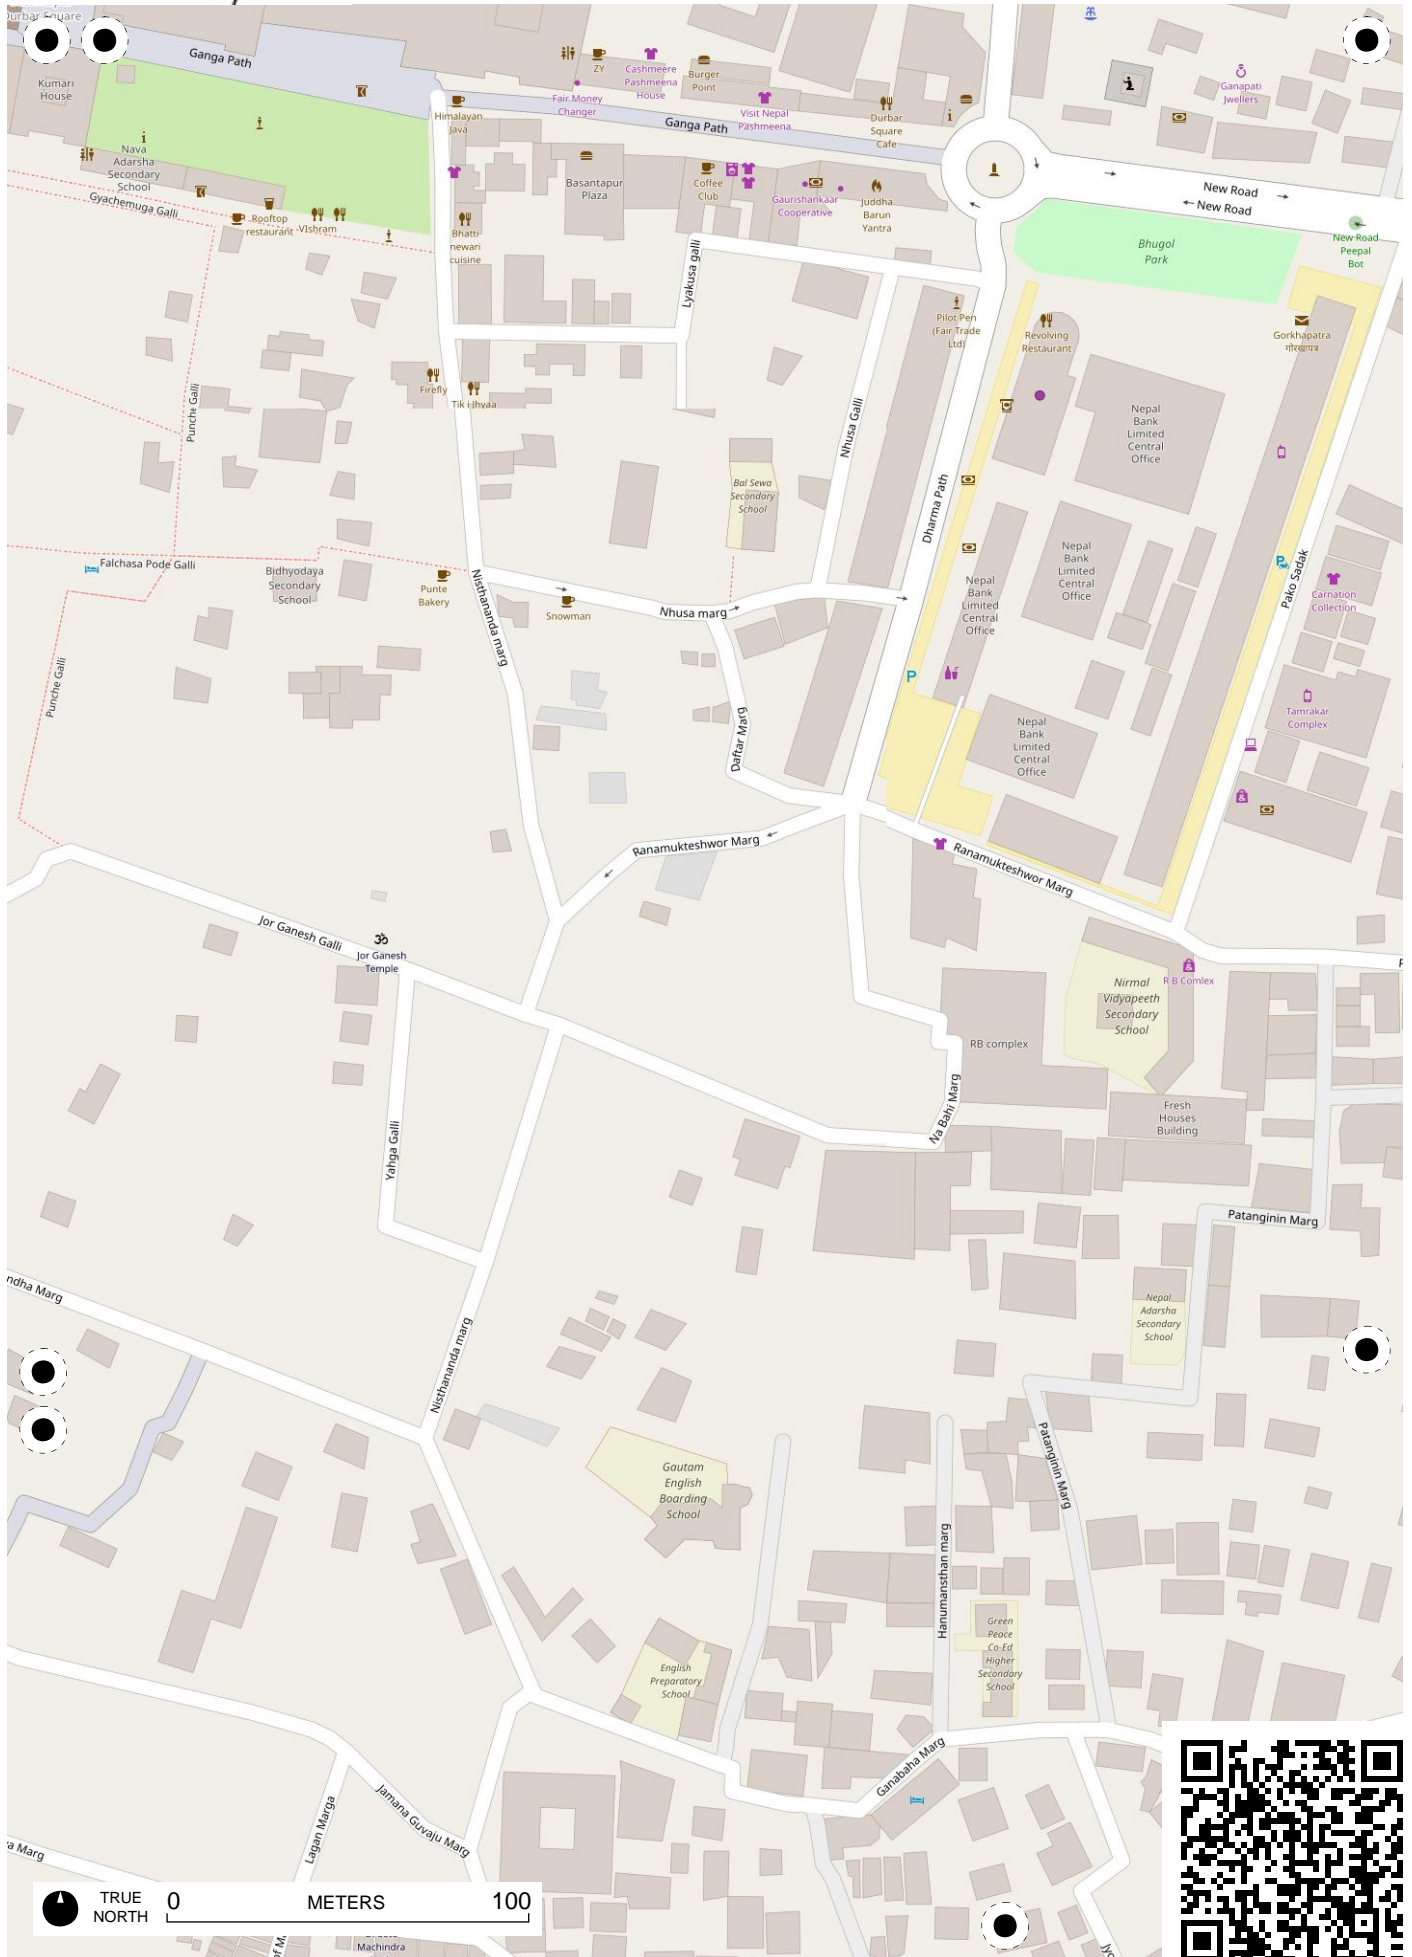 Durbar Square
Ganga Path
Kumari
House
ZY
Cashmeere
Pashmeena
House
Burger
Point
Fair Money
Changer
Visit Nepal
Pashmeena
Ganga Path
Durbar
Square
Cafe
Himalayan
Java
Ganapati
Jwellers
Nava
Adarsha
Secondary
School
Gyachemuga Galli
Rooftop
restaurant
VIshram
Bhatti
newari
cuisine
Basantapur
Plaza
Coffee
Club
Gaurishankaar
Cooperative
Juddha
Barun
Yantra
New Road
New Road
New Road
Peepal
Bot
Bhugol
Park
Lyakusa galli
Pilot Pen
(Fair Trade
Ltd)
Revolving
Restaurant
Gorkhapatra
गोरखापत्र
Punche Galli
Firefly
Tik i Jhyaa
Nhusa Galli
Nepal
Bank
Limited
Central
Office
Bal Sewa
Secondary
School
Dharma Path
Falchasa Pode Galli
Bidhyodaya
Secondary
School
Punte
Bakery
Snowman
Nhusa marg
Nisthananda marg
Nepal
Bank
Limited
Central
Office
Nepal
Bank
Limited
Central
Office
Pako Sadak
P
Carnation
Collection
Punche Galli
P
Daftar Marg
Nepal
Bank
Limited
Central
Office
Tamrakar
Complex
Ranamukteshwor Marg
Ranamukteshwor Marg
Jor Ganesh Galli
ॐ
Jor Ganesh
Temple
R B Comlex
Nirmal
Vidyapeeth
Secondary
School
RB complex
Na Bahi Marg
Fresh
Houses
Building
Yahga Galli
Patanginin Marg
ndha Marg
Nepal
Adarsha
Secondary
School
Nisthananda marg
Patanginin Marg
Gautam
English
Boarding
School
Hanumansthan marg
Green
Peace
Co-Ed
Higher
Secondary
School
English
Preparatory
School
Ganabaha Marg
Jamana Guvaju Marg
Lagan Marga
a Marg
TRUE
NORTH
0 METERS 100
of M
Machindra
Jyo